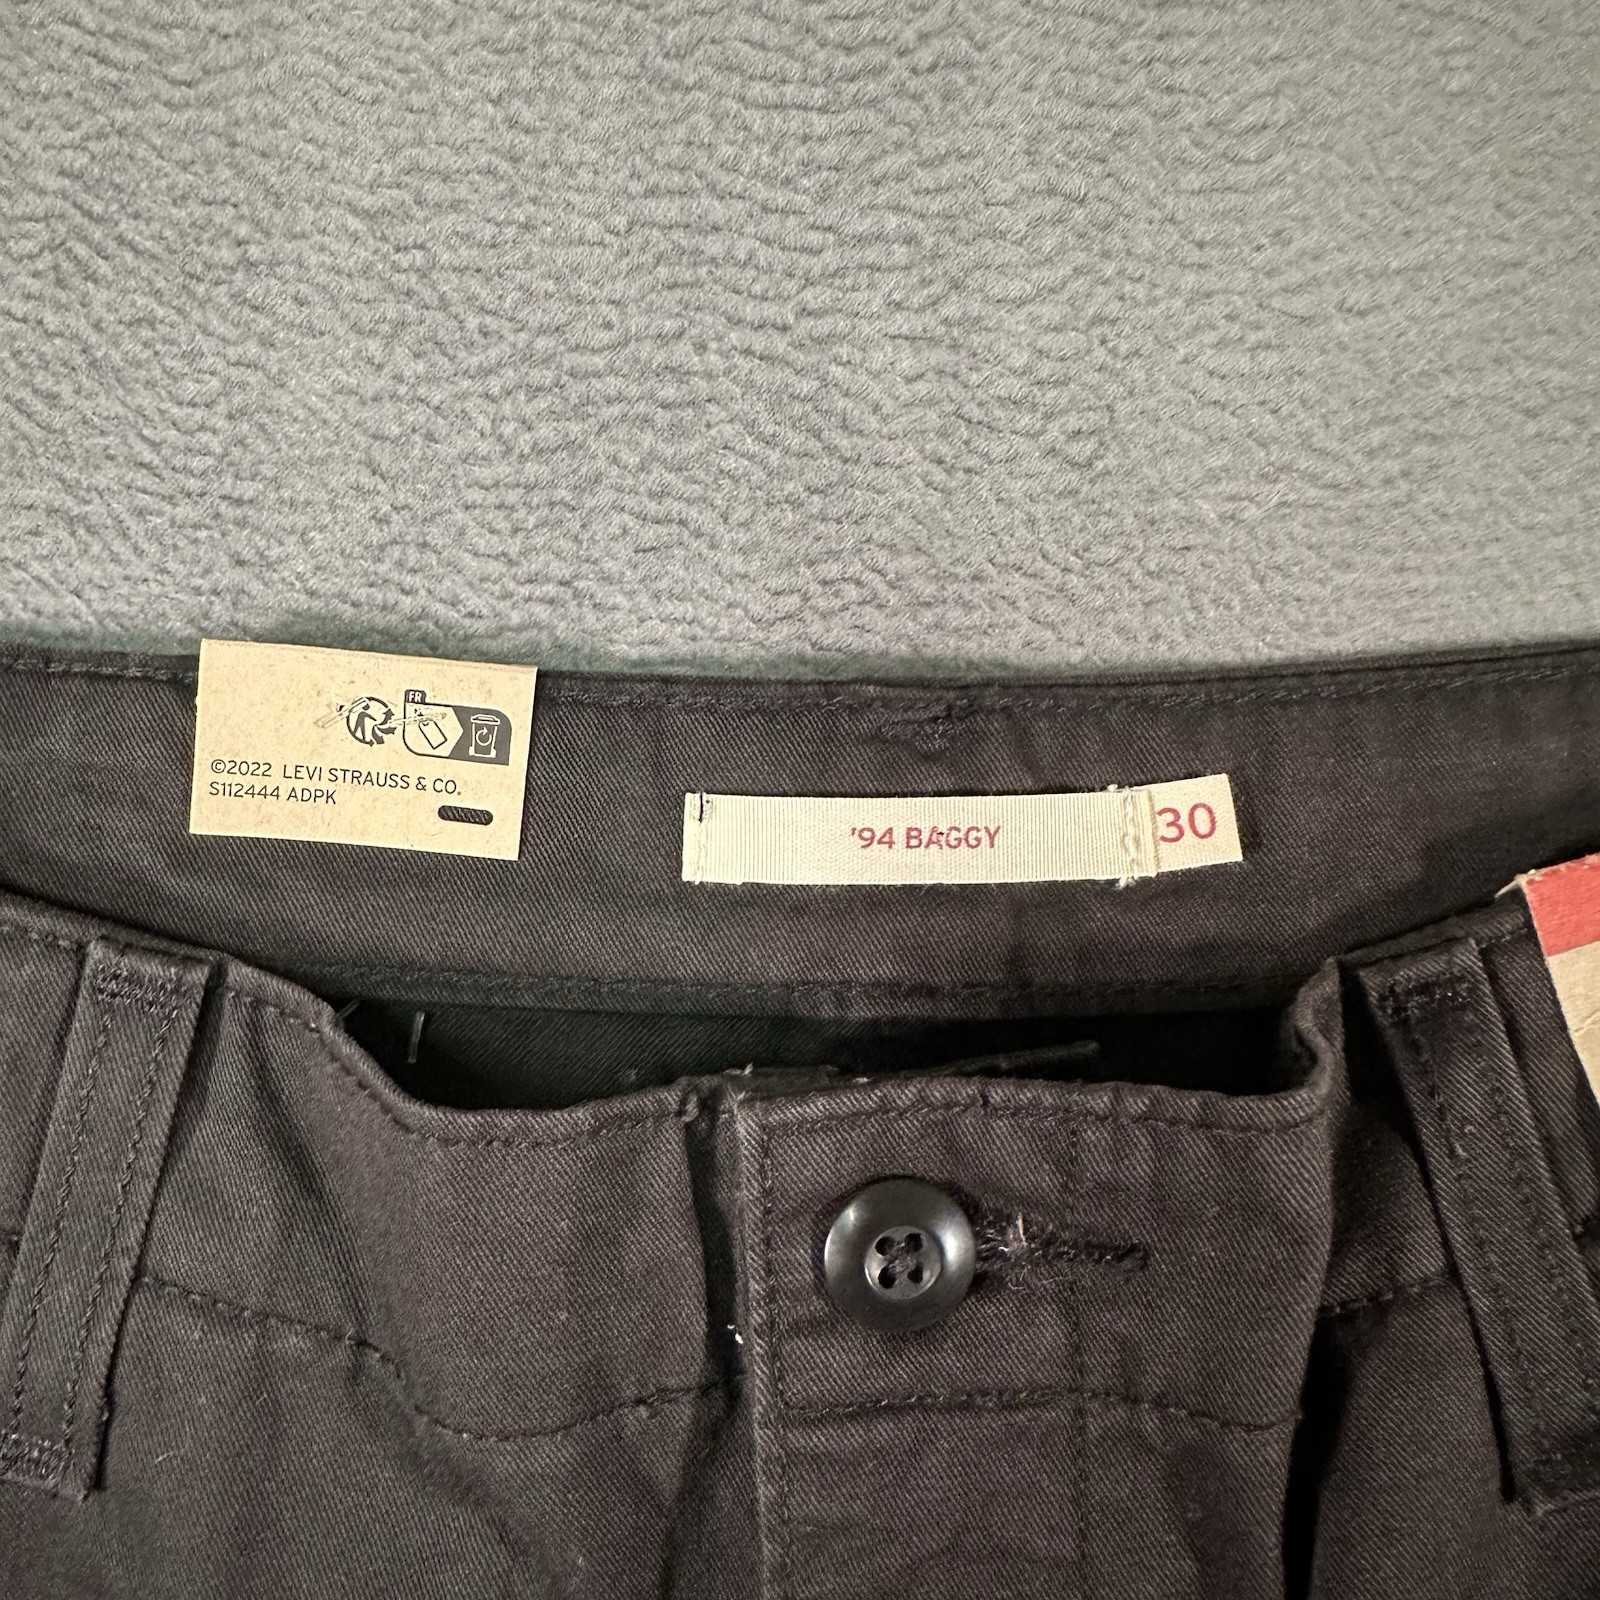 FR
©2022 LEVI STRAUSS & CO.
S112444 ADPK
'94 BAGGY
30